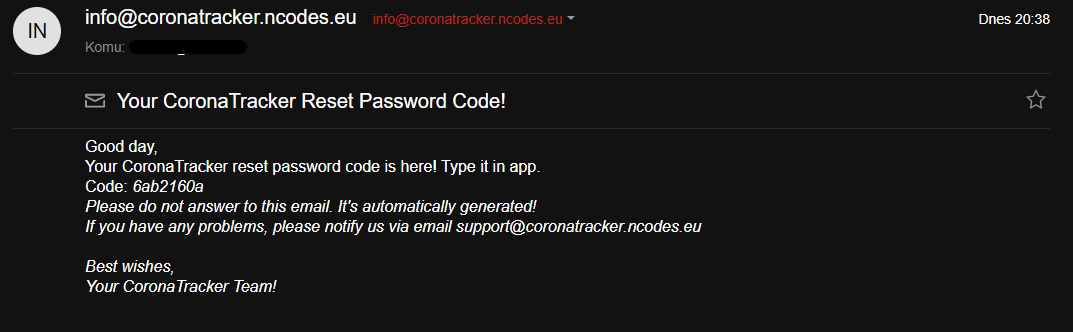 IN
info@coronatracker.ncodes.eu info@coronatracker.ncodes.eu Dnes 20:38
Komu:
Your CoronaTracker Reset Password Code!
Good day,
Your CoronaTracker reset password code is here! Type it in app.
Code: 6ab2160a
Please do not answer to this email. It's automatically generated!
If you have any problems, please notify us via email support@coronatracker.ncodes.eu
Best wishes,
Your CoronaTracker Team!